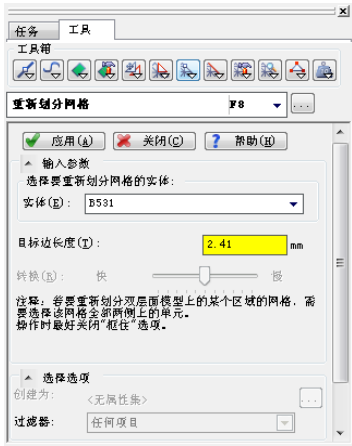 任务 工具
工具箱
重新划分网格 F8 ...
应用(A) 关闭(C) ? 帮助(H)
输入参数
选择要重新划分网格的实体:
实体(E): B531
目标边长度(T): 2.41 mm
转换(R): 快 慢
注释: 若要重新划分双层面模型上的某个区域的网格, 需
要选择该网格全部两侧上的单元。
操作时最好关闭“框住”选项。
选择选项
创建为: <无属性集> ...
过滤器: 任何项目